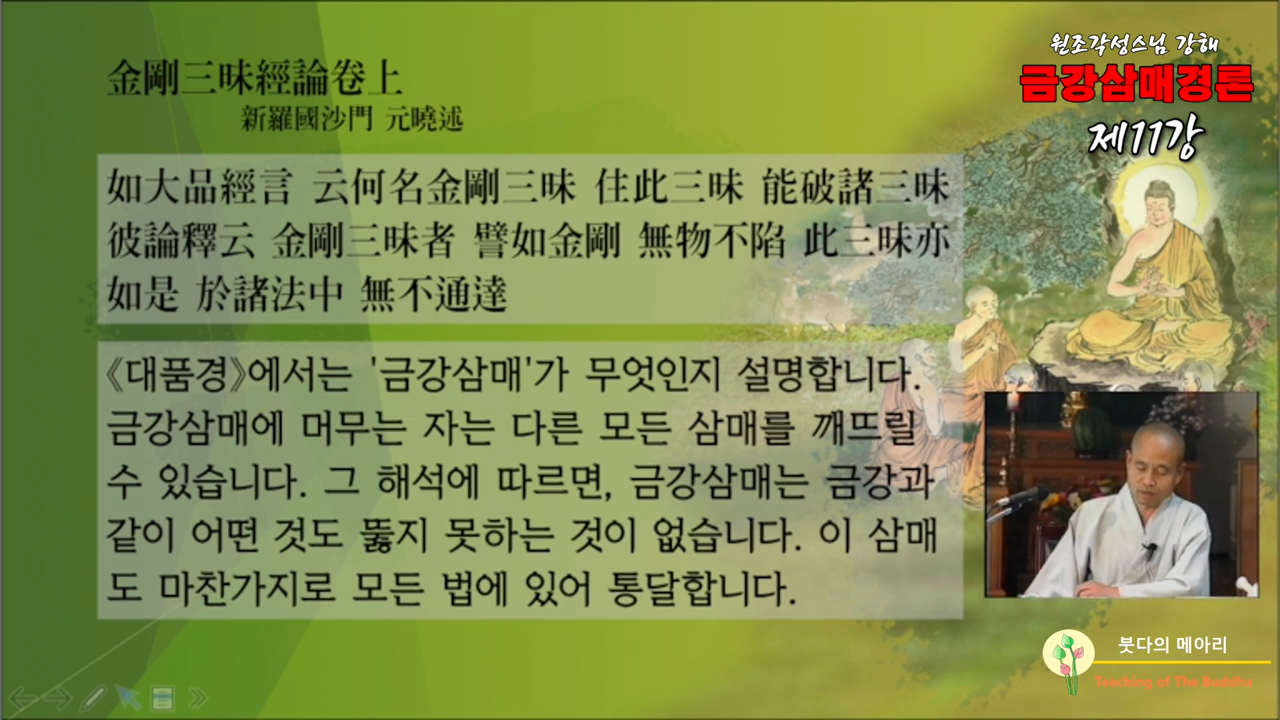 金剛三昧經論卷上
新羅國沙門 元曉述
如大品經言 云何名金剛三昧 住此三昧 能破諸三昧
彼論釋云 金剛三昧者 譬如金剛 無物不陷 此三昧亦
如是 於諸法中 無不通達
《대품경》에서는 '금강삼매'가 무엇인지 설명합니다.
금강삼매에 머무는 자는 다른 모든 삼매를 깨뜨릴
수 있습니다. 그 해석에 따르면, 금강삼매는 금강과
같이 어떤 것도 뚫지 못하는 것이 없습니다. 이 삼매
도 마찬가지로 모든 법에 있어 통달합니다.
원조각성스님 강해
금강삼매경론
제11강
붓다의 메아리
Teaching of The Buddha